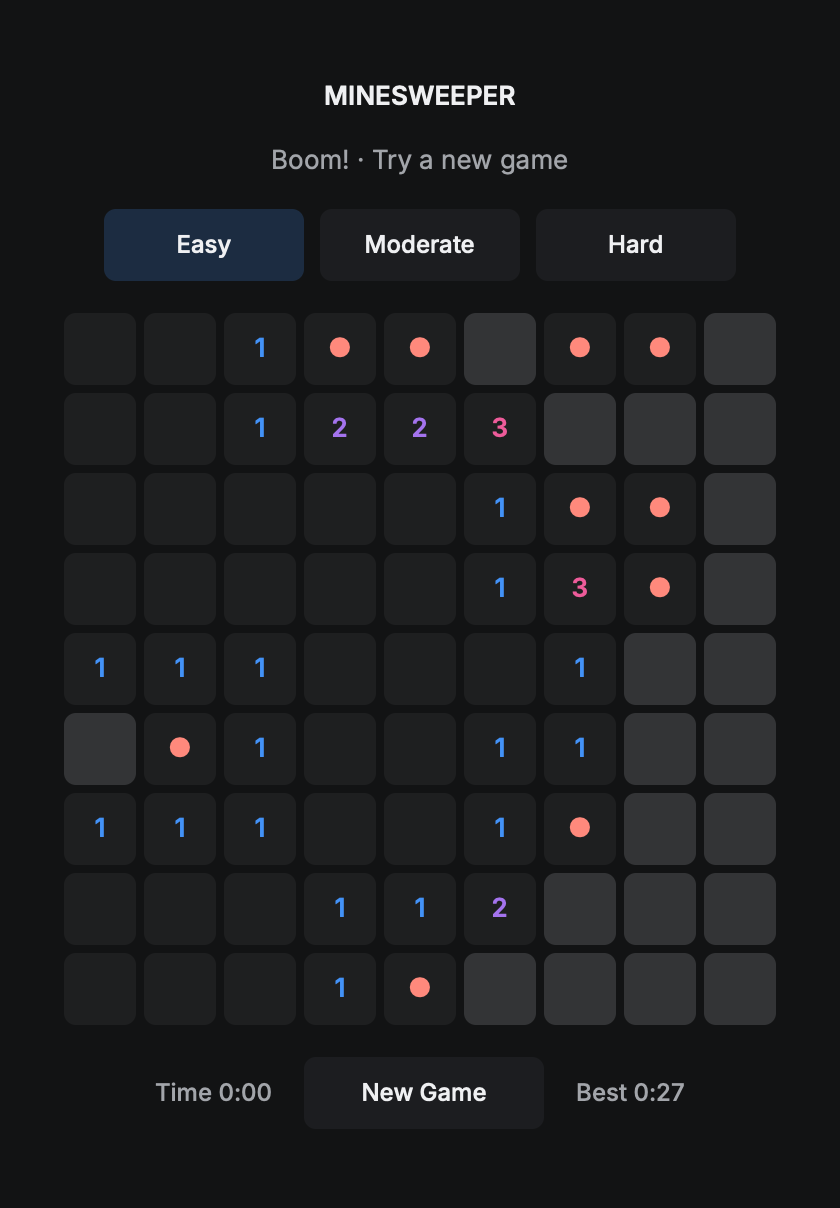 MINESWEEPER
Boom! · Try a new game
Easy Moderate Hard
1
1 2 2 3
1
1 3
1 1 1 1
1 1 1
1 1 1 1
1 1 2
1
Time 0:00 New Game Best 0:27